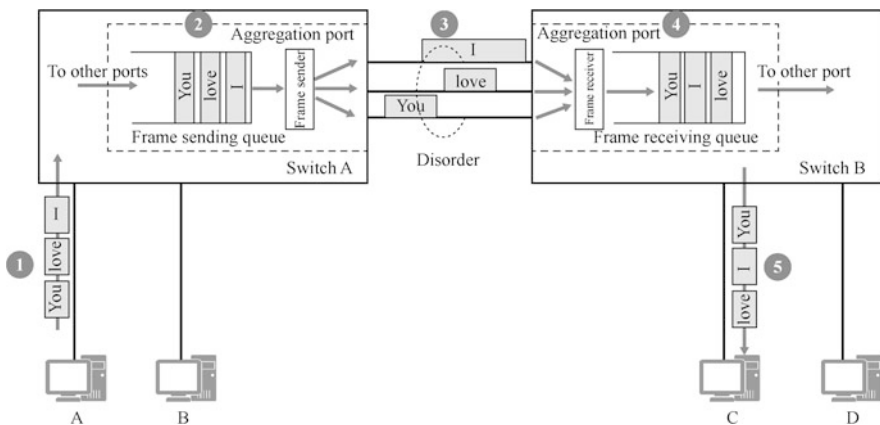 2
3
4
Aggregation port
I
Aggregation port
To other ports
You
love
I
Frame sender
love
Frame receiver
You
I
love
To other port
You
Frame sending queue
Frame receiving queue
Disorder
Switch A
Switch B
1
I
love
You
5
You
I
love
A
B
C
D